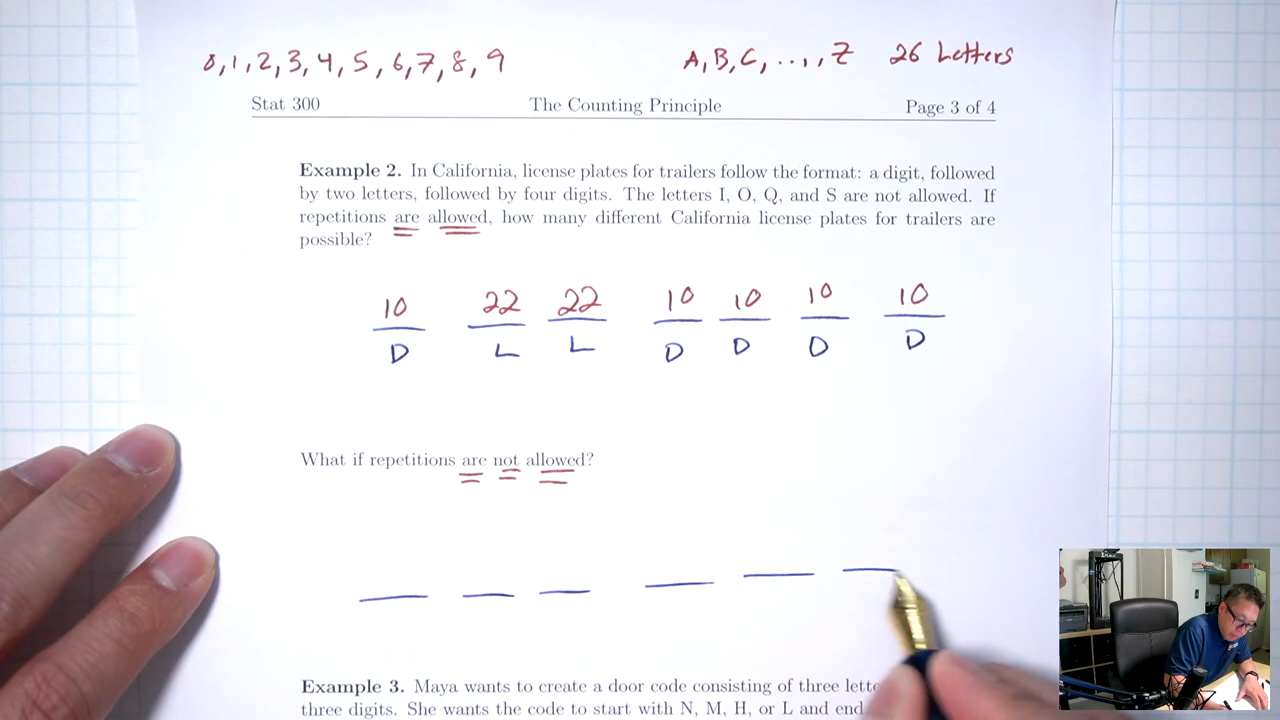 0,1,2,3,4,5,6,7,8,9 A,B,C,...,Z 26 Letters
Stat 300 The Counting Principle Page 3 of 4
Example 2. In California, license plates for trailers follow the format: a digit, followed
by two letters, followed by four digits. The letters I, O, Q, and S are not allowed. If
repetitions are allowed, how many different California license plates for trailers are
possible?
10 22 22 10 10 10 10
D L L D D D D
What if repetitions are not allowed?
Example 3. Maya wants to create a door code consisting of three
three digits. She wants the code to start with N, M, H, or L and end